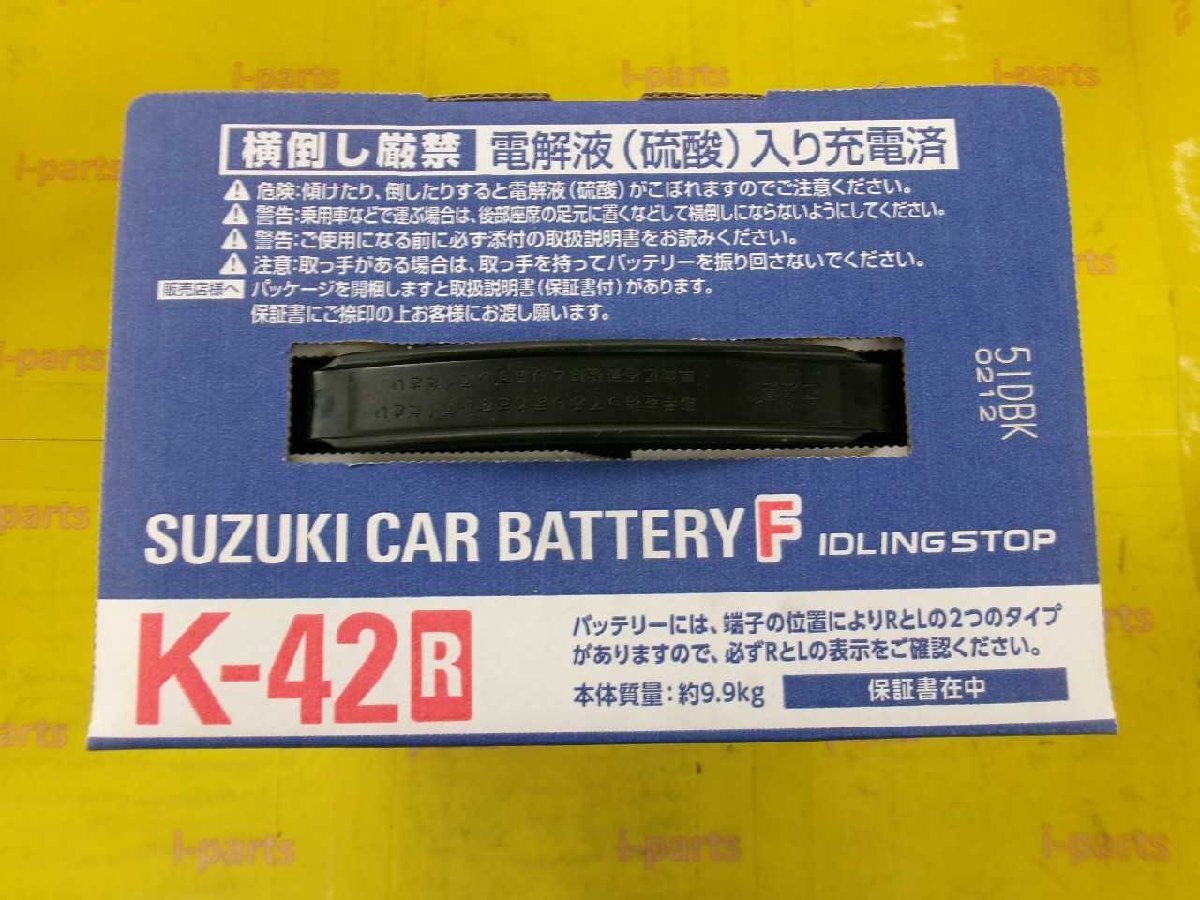 i-parts i-parts i-parts
横倒し厳禁 電解液(硫酸)入り充電済
危険:傾けたり、倒したりすると電解液(硫酸)がこぼれますのでご注意ください。
警告:乗用車などで運ぶ場合は、後部座席の足元に置くなどして横倒しにならないようにしてください。
警告:ご使用になる前に必ず添付の取扱説明書をお読みください。
注意:取っ手がある場合は、取っ手を持ってバッテリーを振り回さないでください。
販売店様へ パッケージを開梱しますと取扱説明書(保証書付)があります。
保証書にご捺印の上お客様にお渡し願います。
i-parts
i-parts
i-parts
51DBK
0212
SUZUKI CAR BATTERY F IDLING STOP
K-42 R
バッテリーには、端子の位置によりRとLの2つのタイプ
がありますので、必ずRとLの表示をご確認ください。
本体質量:約9.9kg 保証書在中
i-parts i-parts i-parts